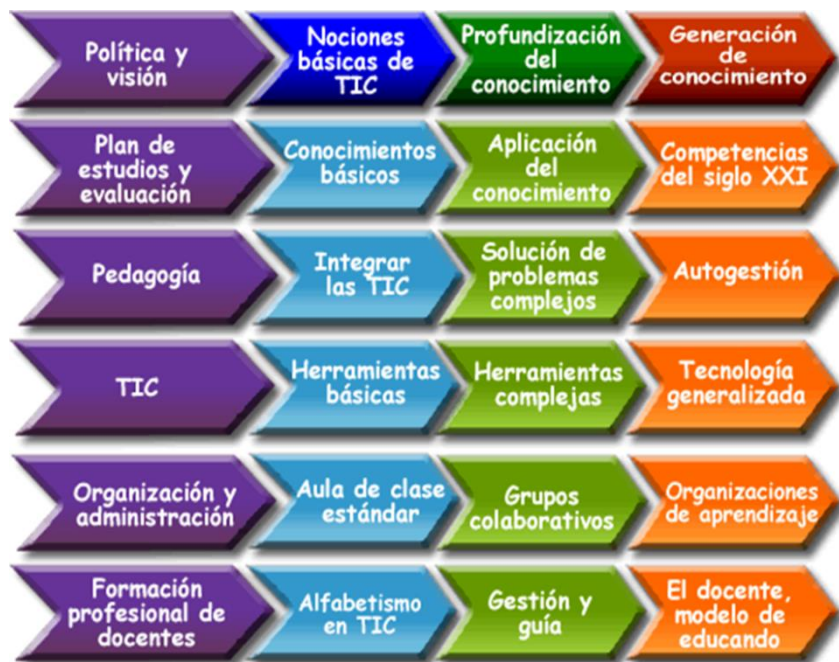 Política y
visión
Nociones
básicas de
TIC
Profundización
del
conocimiento
Generación
de
conocimiento
Plan de
estudios y
evaluación
Conocimientos
básicos
Aplicación
del
conocimiento
Competencias
del siglo XXI
Pedagogía
Integrar
las TIC
Solución de
problemas
complejos
Autogestión
TIC
Herramientas
básicas
Herramientas
complejas
Tecnología
generalizada
Organización y
administración
Aula de clase
estándar
Grupos
colaborativos
Organizaciones
de aprendizaje
Formación
profesional de
docentes
Alfabetismo
en TIC
Gestión y
guía
El docente,
modelo de
educando